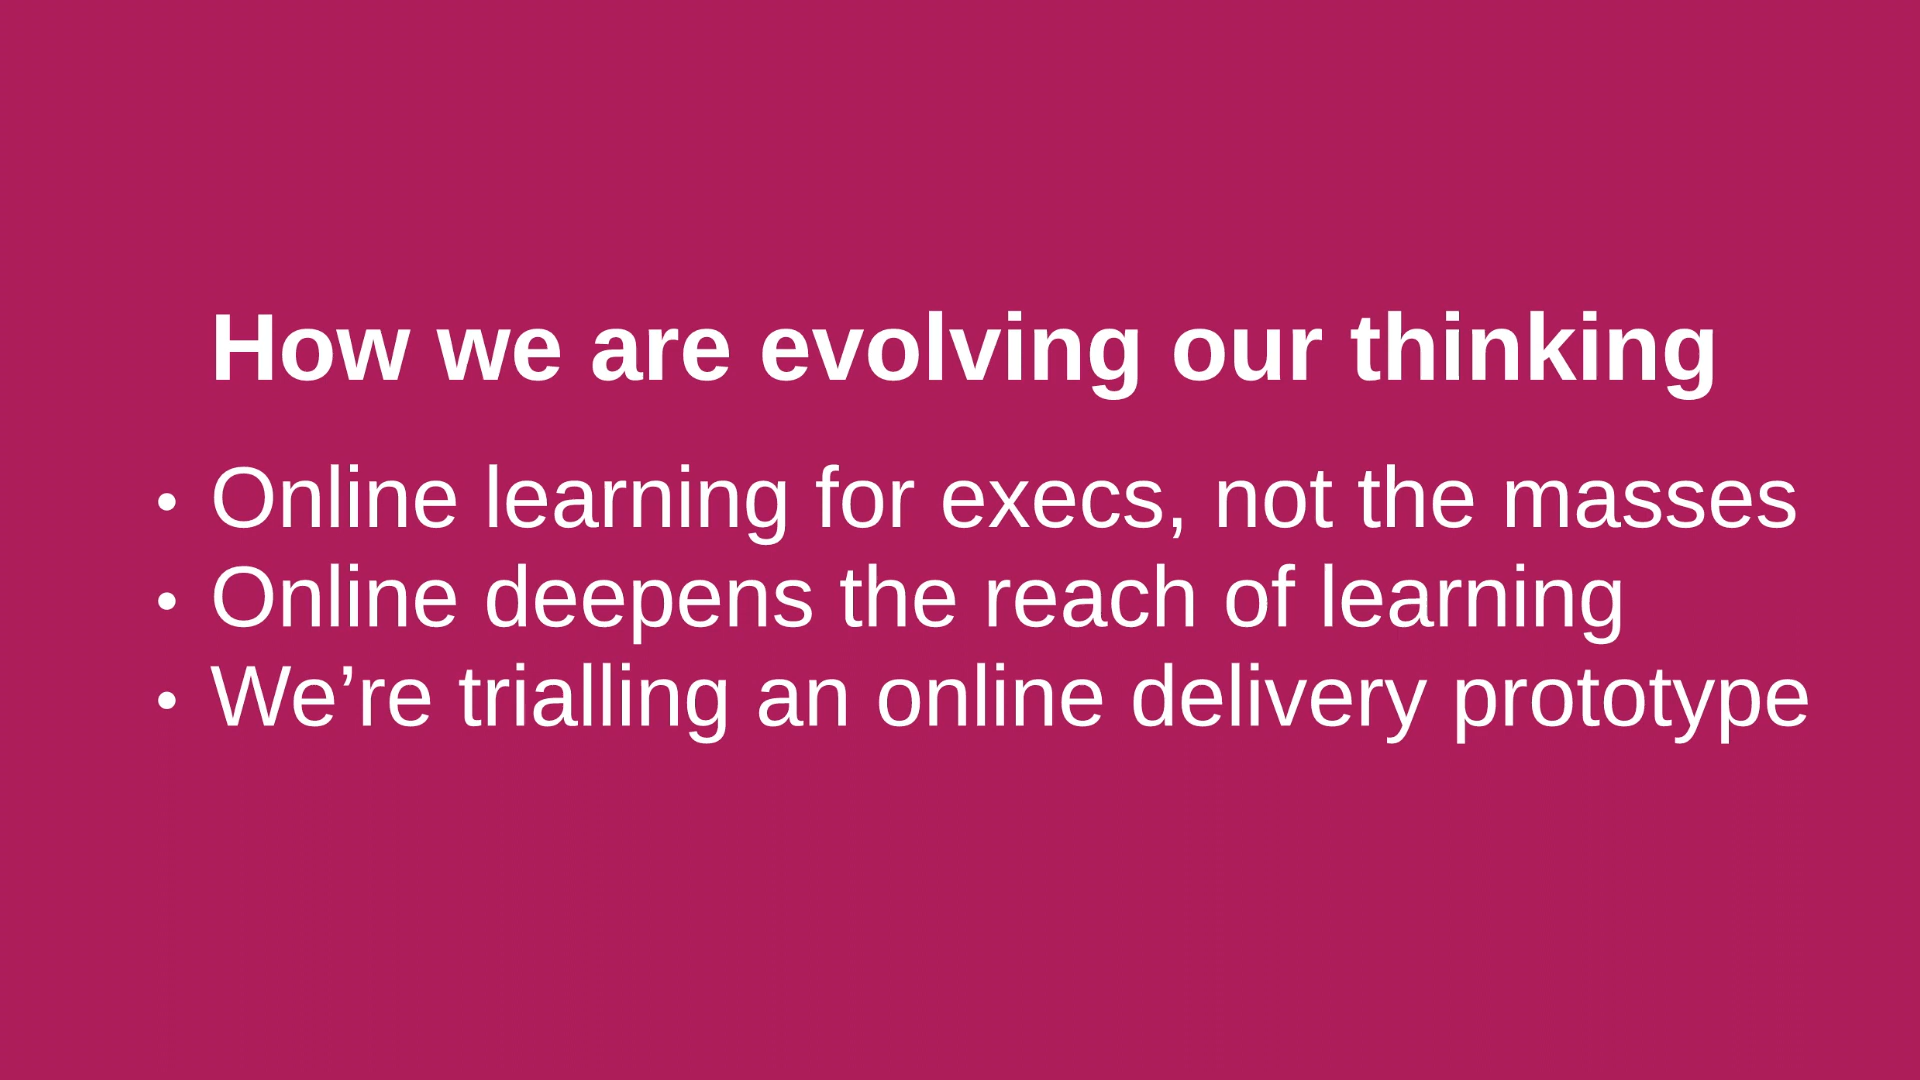 How we are evolving our thinking
• Online learning for execs, not the masses
• Online deepens the reach of learning
• We’re trialling an online delivery prototype